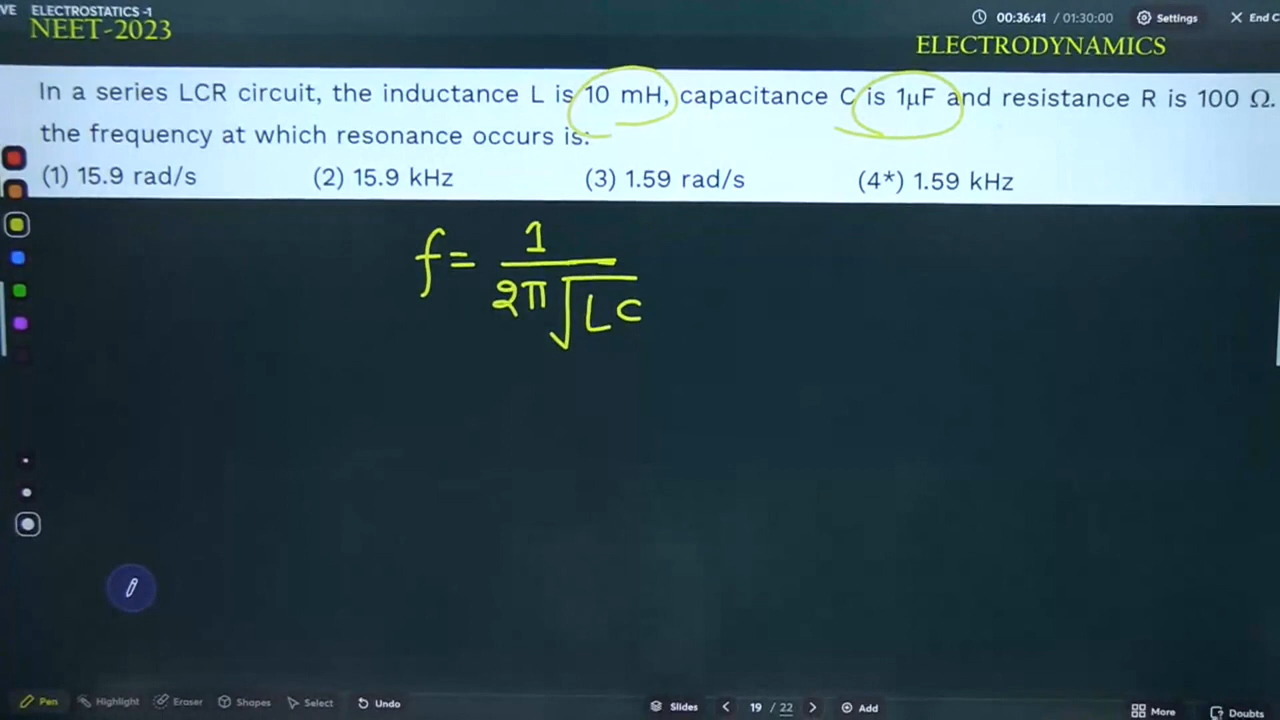 VE ELECTROSTATICS -1
NEET-2023
00:36:41 / 01:30:00 Settings End C
ELECTRODYNAMICS
In a series LCR circuit, the inductance L is 10 mH, capacitance C is 1μF and resistance R is 100 Ω.
the frequency at which resonance occurs is:
(1) 15.9 rad/s (2) 15.9 kHz (3) 1.59 rad/s (4*) 1.59 kHz
f = 1 / 2π√LC
Pen Highlight Eraser Shapes Select Undo Slides 19 / 22 Add More Doubts